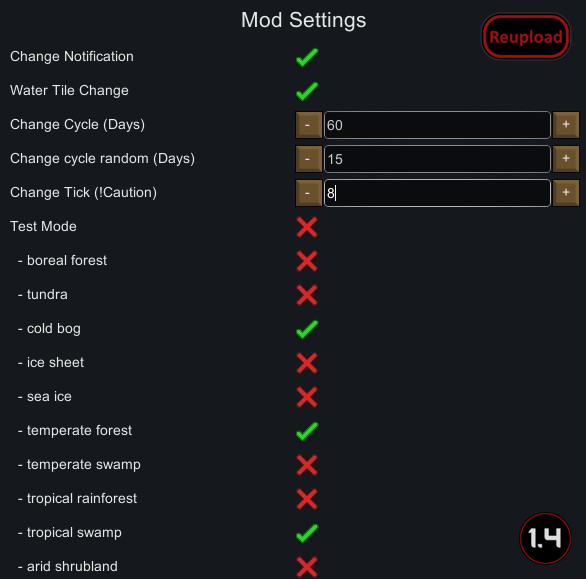 Mod Settings
Reupload
Change Notification
Water Tile Change
Change Cycle (Days) - 60 +
Change cycle random (Days) - 15 +
Change Tick (!Caution) - 8 +
Test Mode
- boreal forest
- tundra
- cold bog
- ice sheet
- sea ice
- temperate forest
- temperate swamp
- tropical rainforest
- tropical swamp
- arid shrubland
1.4